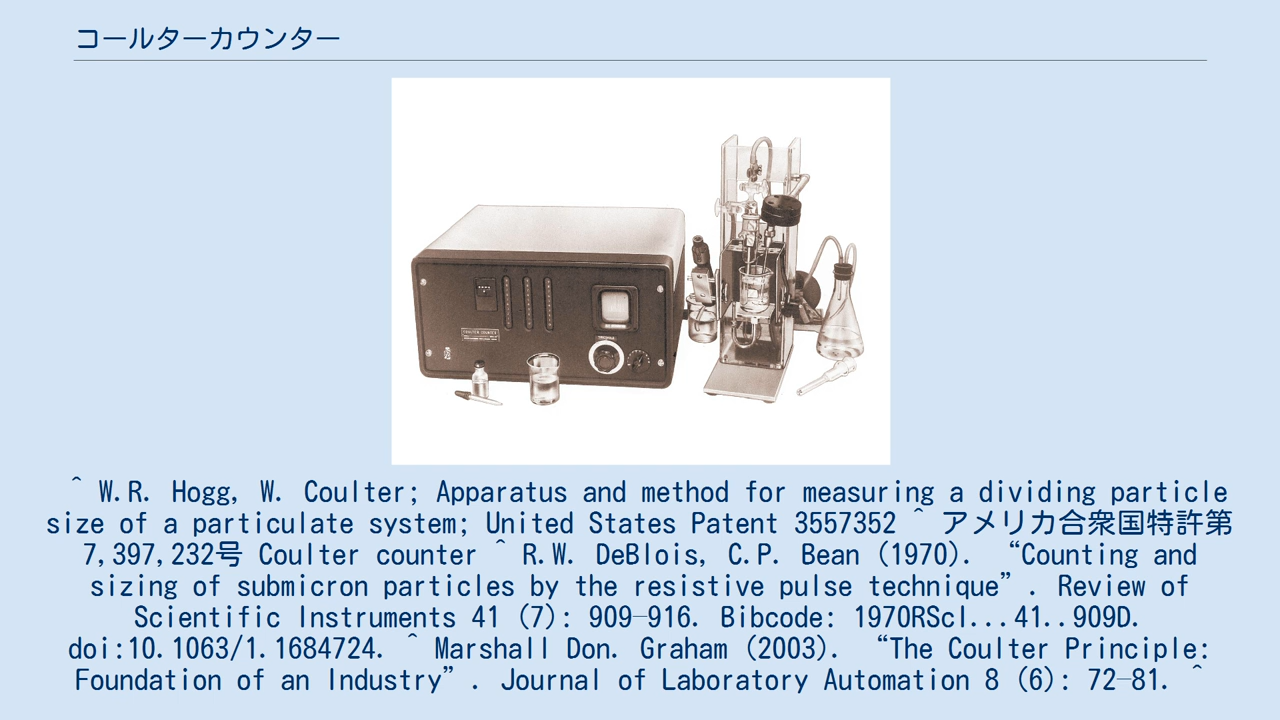 コールターカウンター
COULTER COUNTER
^ W.R. Hogg, W. Coulter; Apparatus and method for measuring a dividing particle
size of a particulate system; United States Patent 3557352 ^ アメリカ合衆国特許第
7,397,232号 Coulter counter ^ R.W. DeBlois, C.P. Bean (1970). “Counting and
sizing of submicron particles by the resistive pulse technique”. Review of
Scientific Instruments 41 (7): 909–916. Bibcode: 1970RScI...41..909D.
doi:10.1063/1.1684724. ^ Marshall Don. Graham (2003). “The Coulter Principle:
Foundation of an Industry”. Journal of Laboratory Automation 8 (6): 72–81. ^